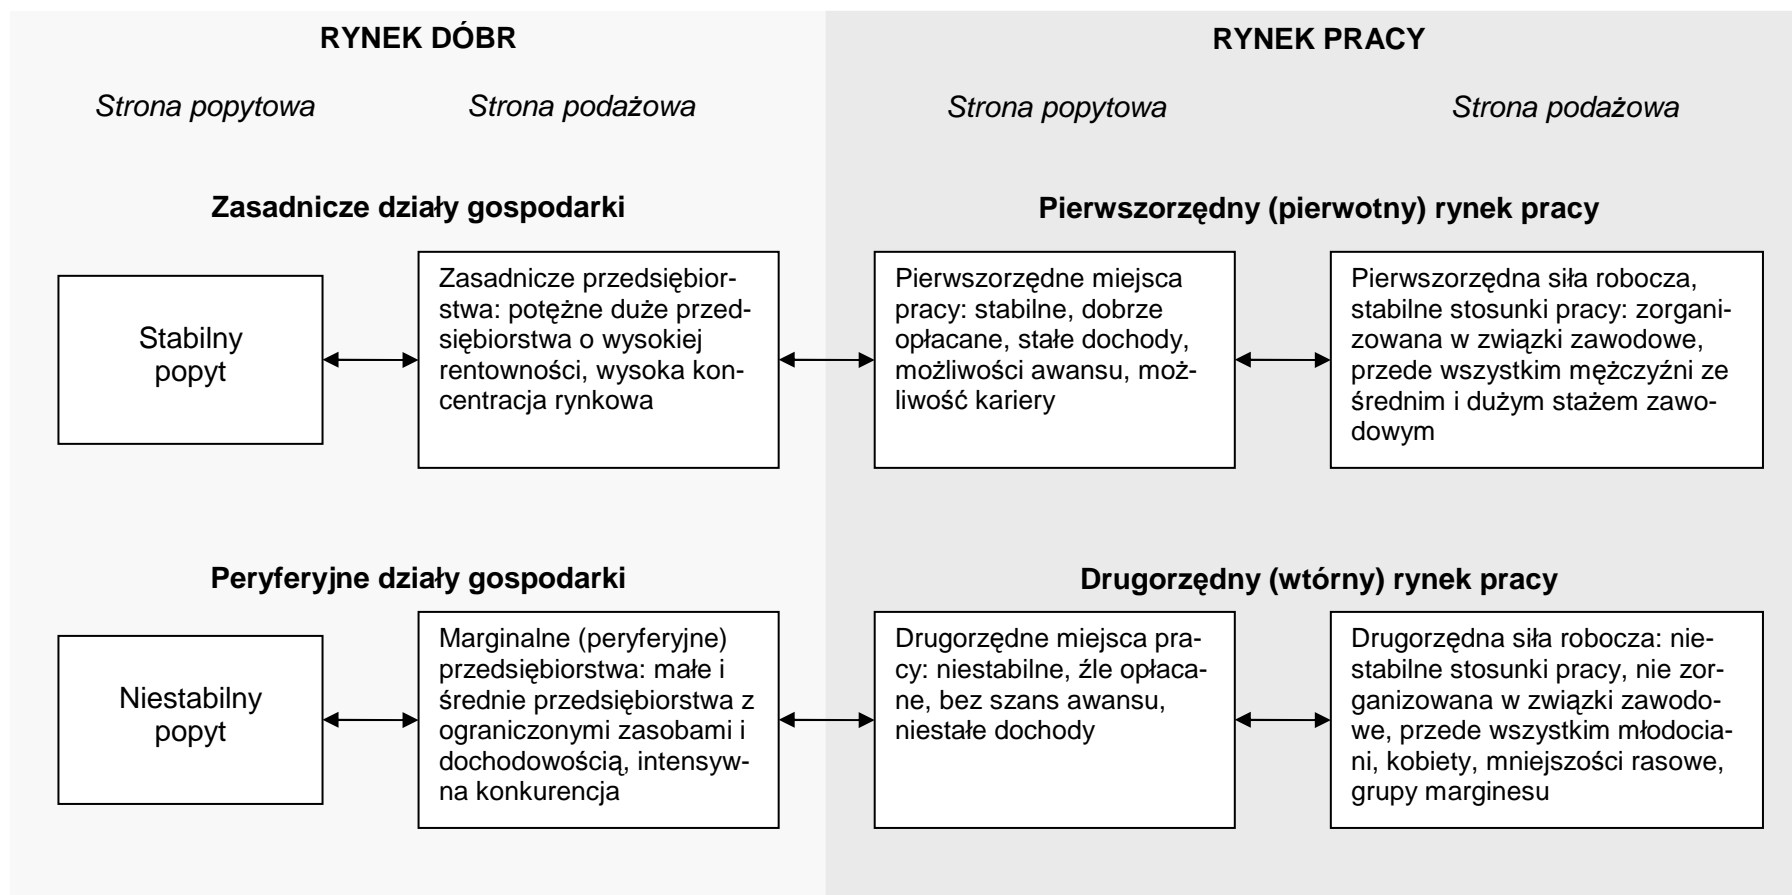 RYNEK DÓBR
RYNEK PRACY
Strona popytowa
Strona podażowa
Strona popytowa
Strona podażowa
Zasadnicze działy gospodarki
Pierwszorzędny (pierwotny) rynek pracy
Stabilny
popyt
Zasadnicze przedsiębior-
stwa: potężne duże przed-
siębiorstwa o wysokiej
rentowności, wysoka kon-
centracja rynkowa
Pierwszorzędne miejsca
pracy: stabilne, dobrze
opłacane, stałe dochody,
możliwości awansu, moż-
liwość kariery
Pierwszorzędna siła robocza,
stabilne stosunki pracy: zorgani-
zowana w związki zawodowe,
przede wszystkim mężczyźni ze
średnim i dużym stażem zawo-
dowym
Peryferyjne działy gospodarki
Drugorzędny (wtórny) rynek pracy
Niestabilny
popyt
Marginalne (peryferyjne)
przedsiębiorstwa: małe i
średnie przedsiębiorstwa z
ograniczonymi zasobami i
dochodowością, intensyw-
na konkurencja
Drugorzędne miejsca pra-
cy: niestabilne, źle opłaca-
ne, bez szans awansu,
niestałe dochody
Drugorzędna siła robocza: nie-
stabilne stosunki pracy, nie zor-
ganizowana w związki zawodo-
we, przede wszystkim młodocia-
ni, kobiety, mniejszości rasowe,
grupy marginesu